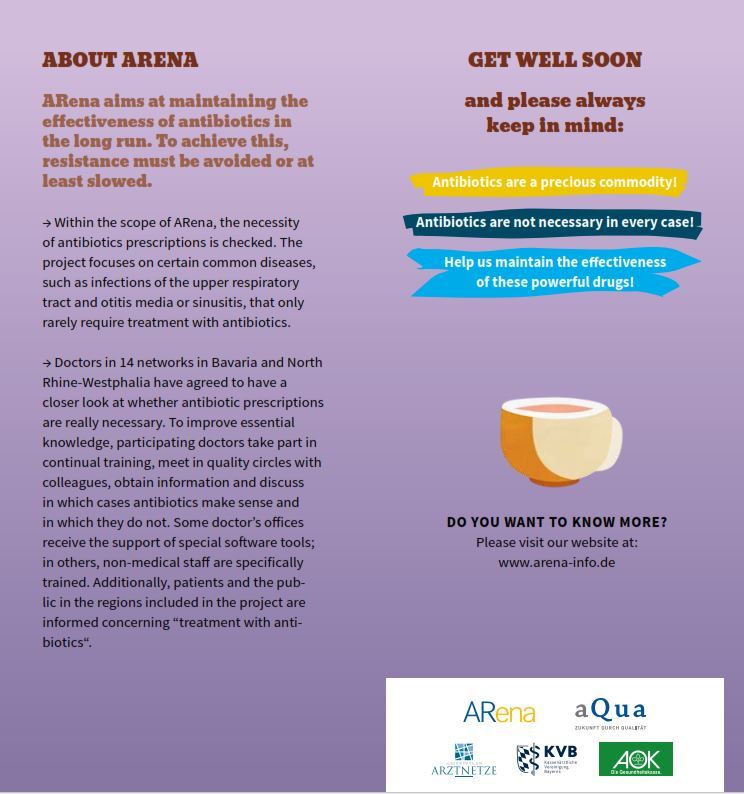 ABOUT ARENA
ARena aims at maintaining the
effectiveness of antibiotics in
the long run. To achieve this,
resistance must be avoided or at
least slowed.
→ Within the scope of ARena, the necessity
of antibiotics prescriptions is checked. The
project focuses on certain common diseases,
such as infections of the upper respiratory
tract and otitis media or sinusitis, that only
rarely require treatment with antibiotics.
→ Doctors in 14 networks in Bavaria and North
Rhine-Westphalia have agreed to have a
closer look at whether antibiotic prescriptions
are really necessary. To improve essential
knowledge, participating doctors take part in
continual training, meet in quality circles with
colleagues, obtain information and discuss
in which cases antibiotics make sense and
in which they do not. Some doctor’s offices
receive the support of special software tools;
in others, non-medical staff are specifically
trained. Additionally, patients and the pub-
lic in the regions included in the project are
informed concerning “treatment with anti-
biotics“.
GET WELL SOON
and please always
keep in mind:
Antibiotics are a precious commodity!
Antibiotics are not necessary in every case!
Help us maintain the effectiveness
of these powerful drugs!
DO YOU WANT TO KNOW MORE?
Please visit our website at:
www.arena-info.de
ARena
aQua
ZUKUNFT DURCH QUALITÄT
ARZTNETZE
KVB
Kassenärztliche
Vereinigung
Bayerns
AOK
Die Gesundheitskasse.